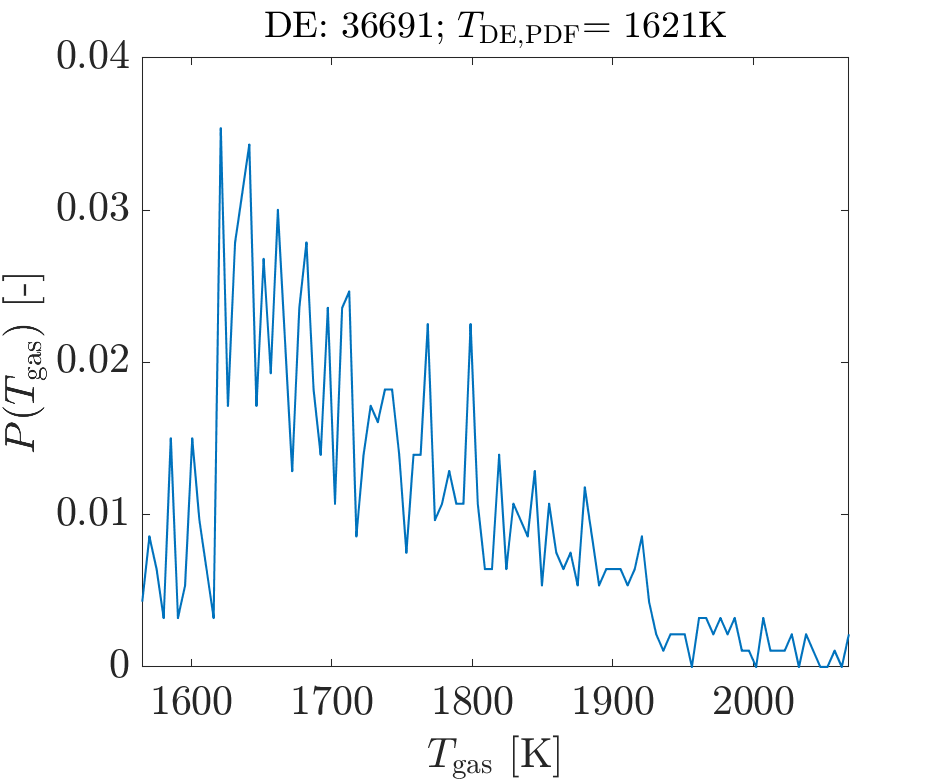 DE: 36691; T_DE,PDF= 1621K
0.04
0.03
0.02
0.01
0
P(T_gas) [-]
1600 1700 1800 1900 2000
T_gas [K]